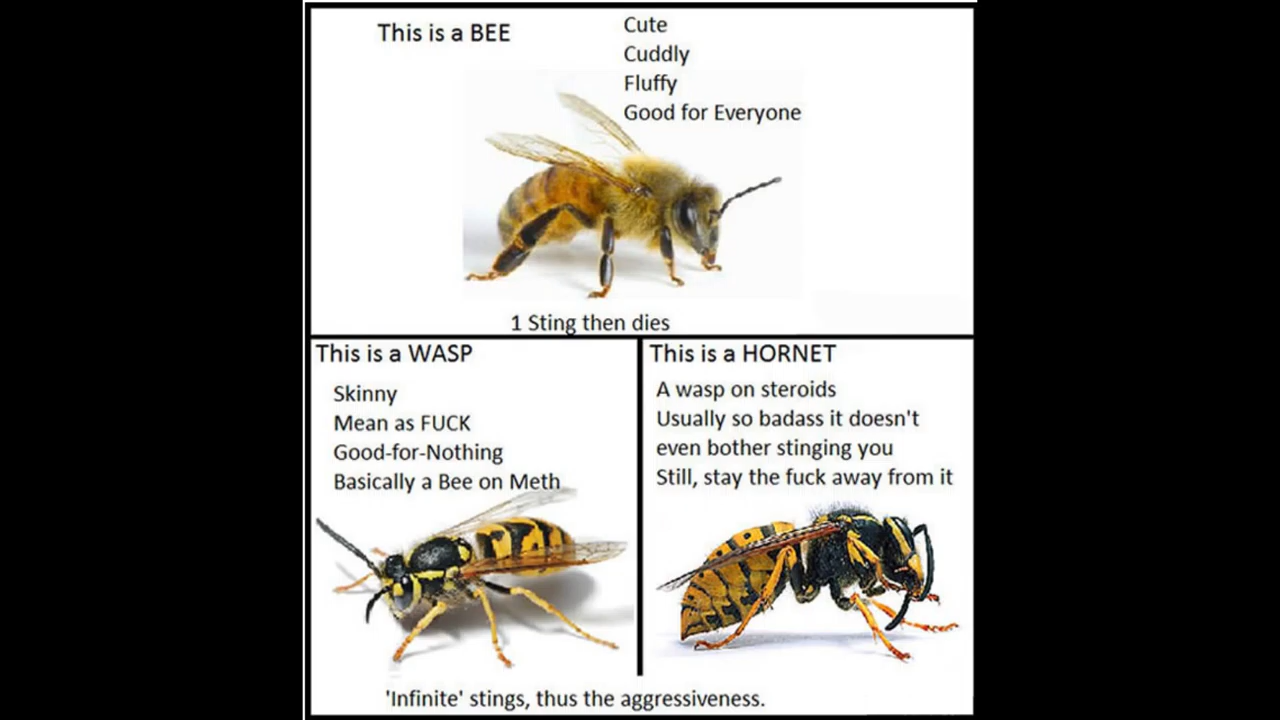 This is a BEE
Cute
Cuddly
Fluffy
Good for Everyone
1 Sting then dies
This is a WASP
Skinny
Mean as FUCK
Good-for-Nothing
Basically a Bee on Meth
This is a HORNET
A wasp on steroids
Usually so badass it doesn't
even bother stinging you
Still, stay the fuck away from it
'Infinite' stings, thus the aggressiveness.